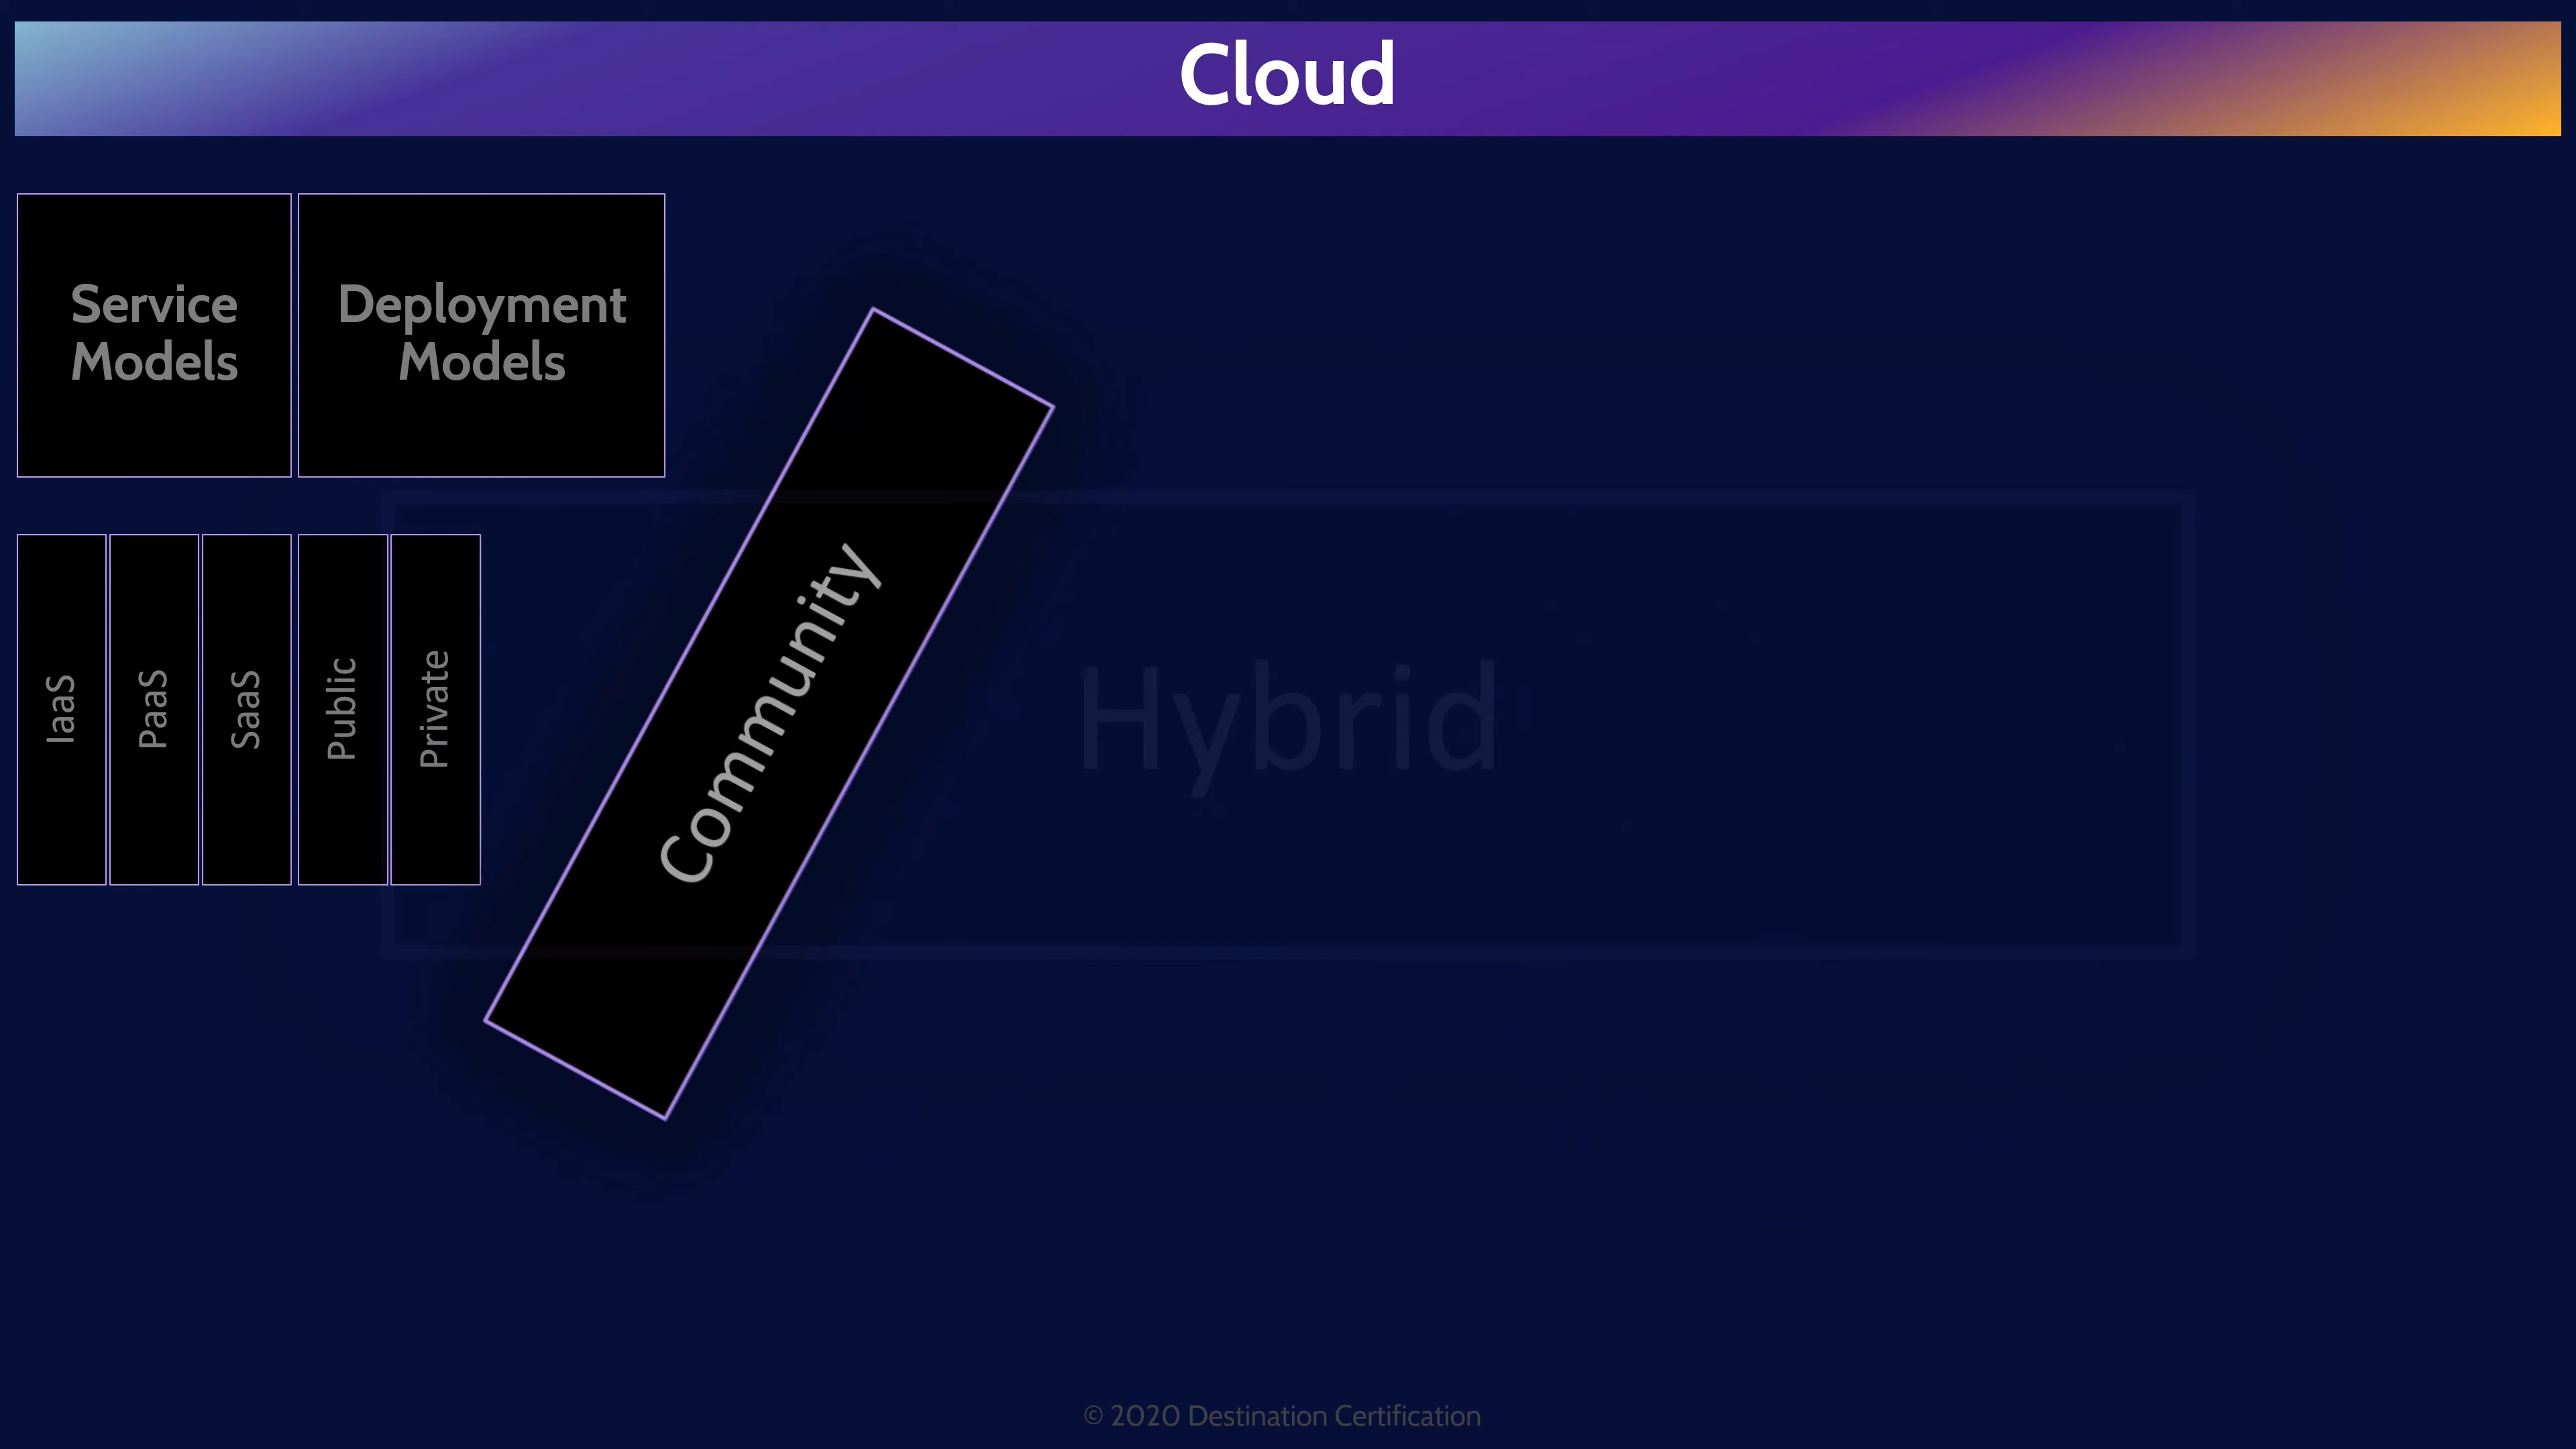 Cloud
Service
Models
Deployment
Models
IaaS
PaaS
SaaS
Public
Private
Community
Hybrid
© 2020 Destination Certification